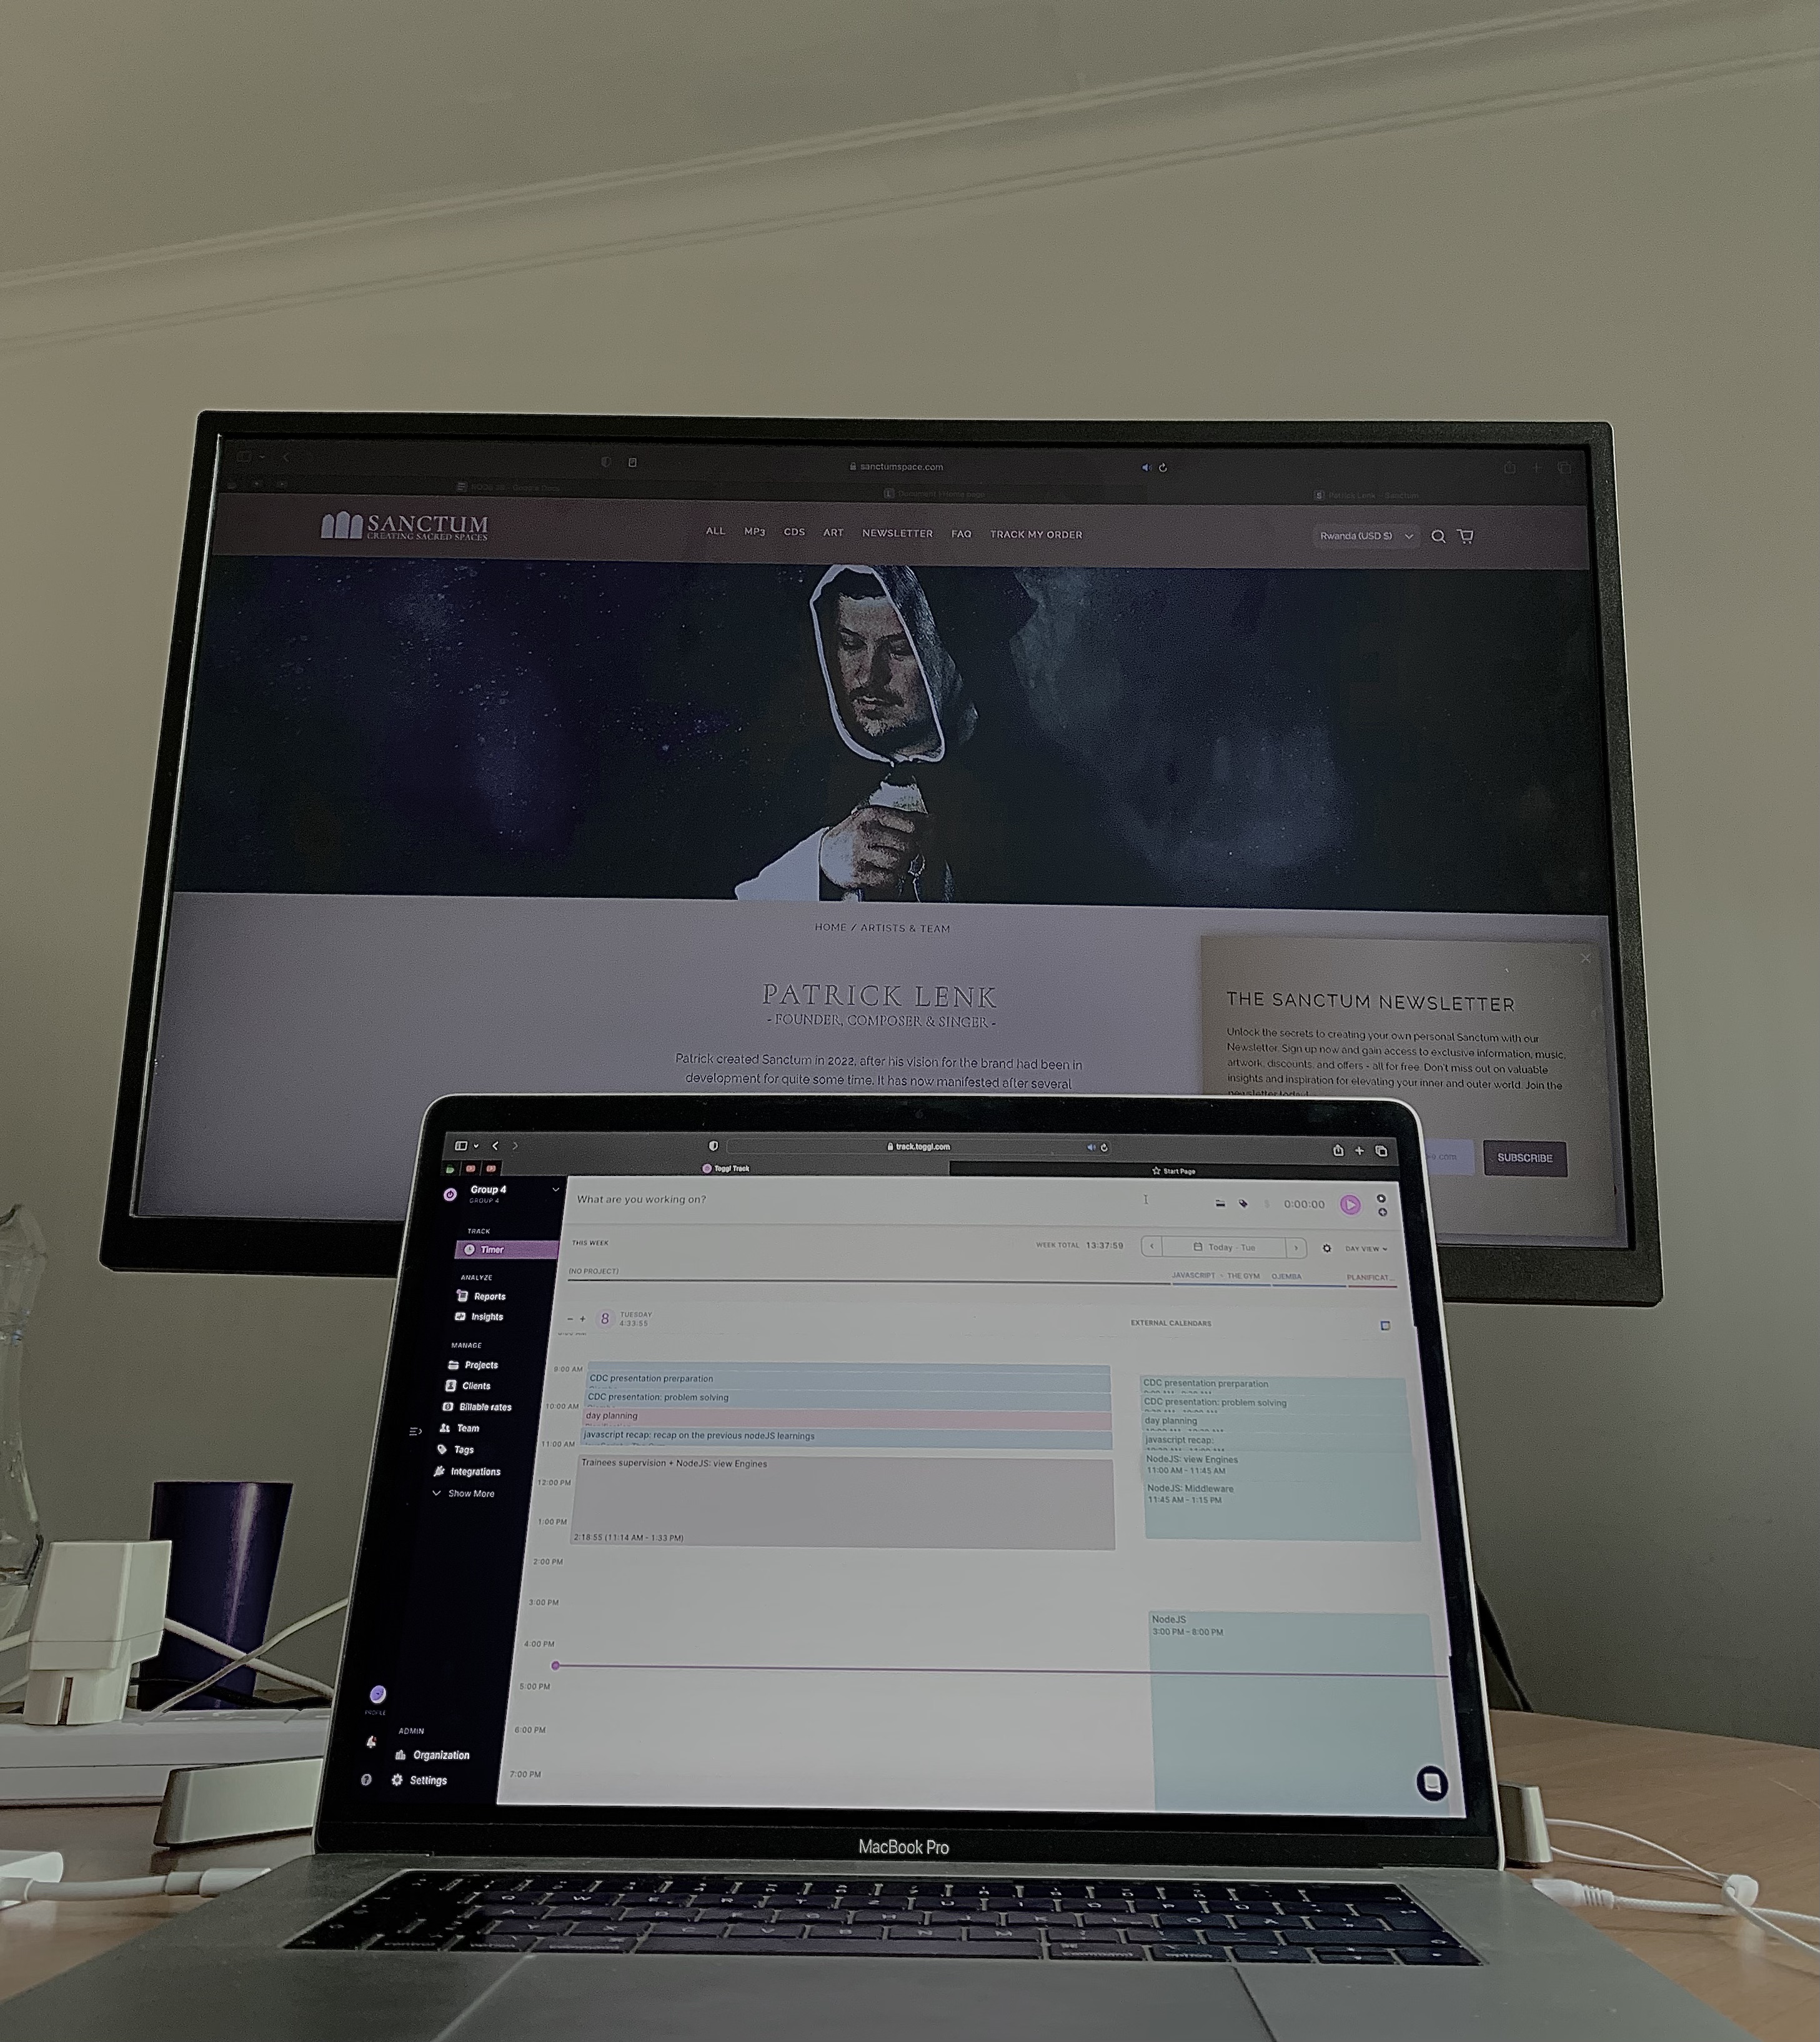 sanctumspace.com
Document | Home page
Patrick Lenk – Sanctum
SANCTUM
CREATING SACRED SPACES
ALL MP3 CDS ART NEWSLETTER FAQ TRACK MY ORDER
Rwanda (USD $)
HOME / ARTISTS & TEAM
PATRICK LENK
- FOUNDER, COMPOSER & SINGER -
Patrick created Sanctum in 2022, after his vision for the brand had been in
development for quite some time. It has now manifested after several
THE SANCTUM NEWSLETTER
Unlock the secrets to creating your own personal Sanctum with our
Newsletter. Sign up now and gain access to exclusive information, music,
artwork, discounts, and offers - all for free. Don't miss out on valuable
insights and inspiration for elevating your inner and outer world. Join the
SUBSCRIBE
track.toggl.com
Toggl Track
Start Page
Group 4
GROUP 4
TRACK
Timer
ANALYZE
Reports
Insights
MANAGE
Projects
Clients
Billable rates
Team
Tags
Integrations
Show More
PROFILE
ADMIN
Organization
Settings
What are you working on?
0:00:00
THIS WEEK
WEEK TOTAL 13:37:59
Today - Tue
DAY VIEW
(NO PROJECT)
JAVASCRIPT - THE GYM
OJEMBA
PLANIFICAT...
8
TUESDAY
4:33:55
EXTERNAL CALENDARS
9:00 AM
10:00 AM
11:00 AM
12:00 PM
1:00 PM
2:00 PM
3:00 PM
4:00 PM
5:00 PM
6:00 PM
7:00 PM
CDC presentation prerparation
CDC presentation: problem solving
day planning
javascript recap: recap on the previous nodeJS learnings
Trainees supervision + NodeJS: view Engines
2:18:55 (11:14 AM - 1:33 PM)
CDC presentation prerparation
CDC presentation: problem solving
day planning
javascript recap:
NodeJS: view Engines
11:00 AM - 11:45 AM
NodeJS: Middleware
11:45 AM - 1:15 PM
NodeJS
3:00 PM - 8:00 PM
MacBook Pro